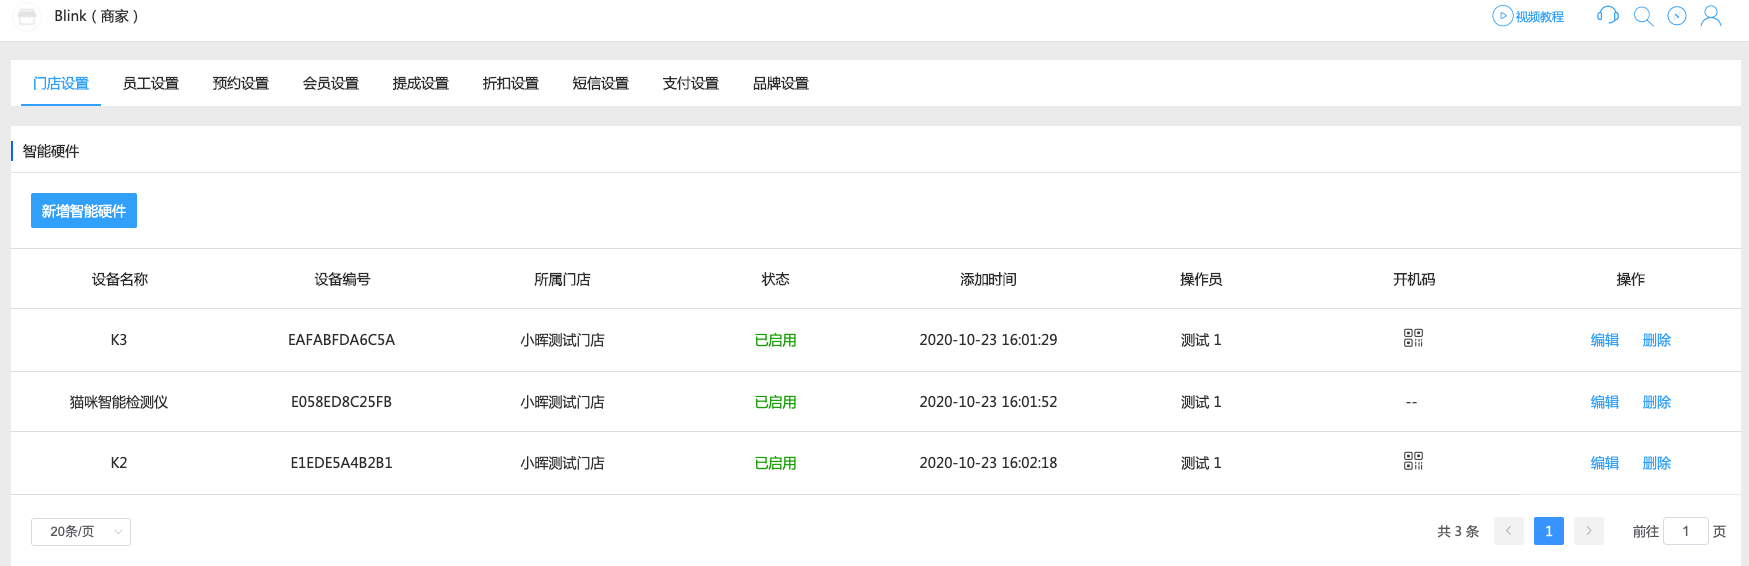 Blink（商家）
视频教程
门店设置 员工设置 预约设置 会员设置 提成设置 折扣设置 短信设置 支付设置 品牌设置
智能硬件
新增智能硬件
设备名称 设备编号 所属门店 状态 添加时间 操作员 开机码 操作
K3 EAFABFDA6C5A 小晖测试门店 已启用 2020-10-23 16:01:29 测试 1 编辑 删除
猫咪智能检测仪 E058ED8C25FB 小晖测试门店 已启用 2020-10-23 16:01:52 测试 1 -- 编辑 删除
K2 E1EDE5A4B2B1 小晖测试门店 已启用 2020-10-23 16:02:18 测试 1 编辑 删除
20条/页 共 3 条 1 前往 1 页